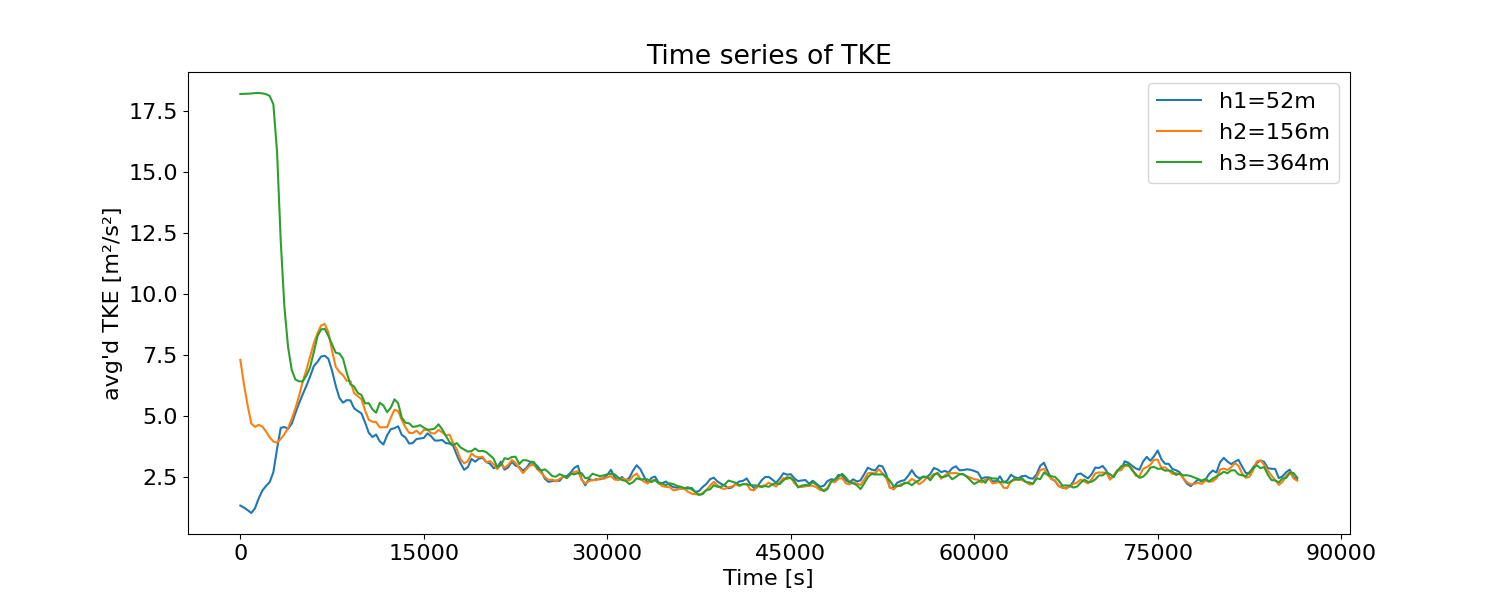 Time series of TKE
avg'd TKE [m²/s²]
17.5
15.0
12.5
10.0
7.5
5.0
2.5
h1=52m
h2=156m
h3=364m
0 15000 30000 45000 60000 75000 90000
Time [s]